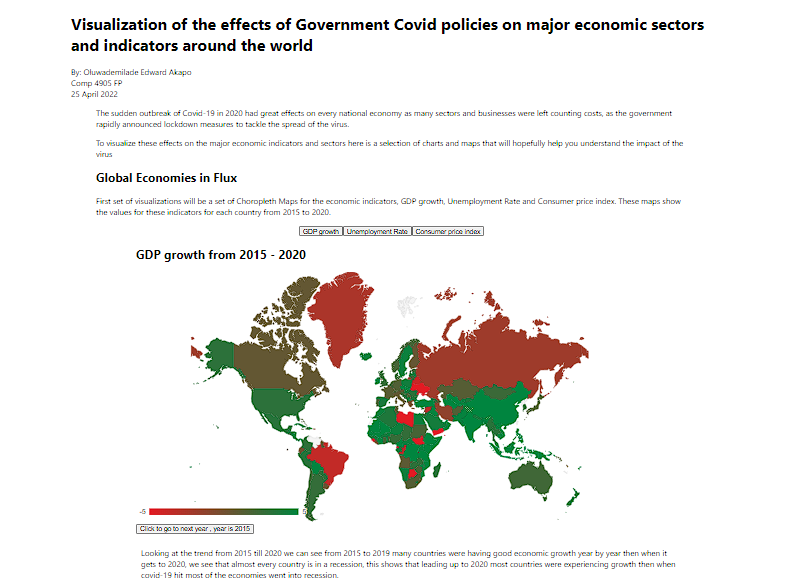 Visualization of the effects of Government Covid policies on major economic sectors
and indicators around the world
By: Oluwademilade Edward Akapo
Comp 4905 FP
25 April 2022
The sudden outbreak of Covid-19 in 2020 had great effects on every national economy as many sectors and businesses were left counting costs, as the government
rapidly announced lockdown measures to tackle the spread of the virus.
To visualize these effects on the major economic indicators and sectors here is a selection of charts and maps that will hopefully help you understand the impact of the
virus
Global Economies in Flux
First set of visualizations will be a set of Choropleth Maps for the economic indicators, GDP growth, Unemployment Rate and Consumer price index. These maps show
the values for these indicators for each country from 2015 to 2020.
GDP growth Unemployment Rate Consumer price index
GDP growth from 2015 - 2020
-5 5
Click to go to next year , year is 2015
Looking at the trend from 2015 till 2020 we can see from 2015 to 2019 many countries were having good economic growth year by year then when it
gets to 2020, we see that almost every country is in a recession, this shows that leading up to 2020 most countries were experiencing growth then when
covid-19 hit most of the economies went into recession.